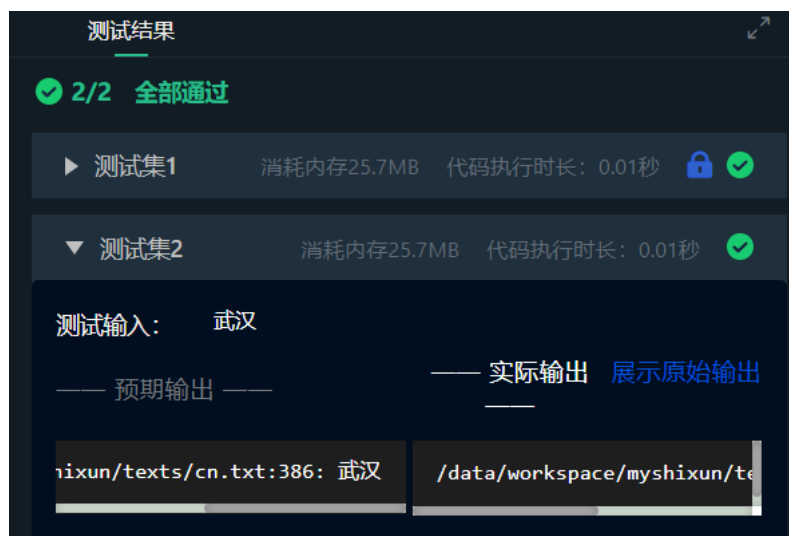 测试结果
2/2 全部通过
测试集1 消耗内存25.7MB 代码执行时长：0.01秒
测试集2 消耗内存25.7MB 代码执行时长：0.01秒
测试输入： 武汉
—— 预期输出 ——
—— 实际输出 展示原始输出 ——
hixun/texts/cn.txt:386: 武汉
/data/workspace/myshixun/te